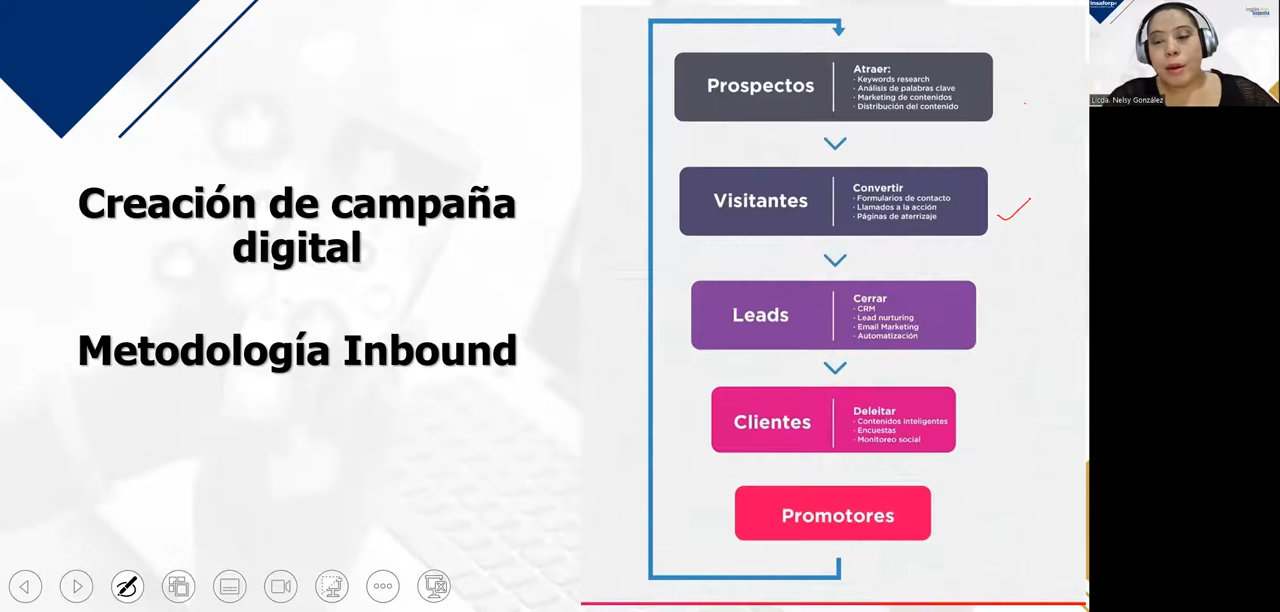 Creación de campaña
digital
Metodología Inbound
Prospectos
Atraer:
· Keywords research
· Análisis de palabras clave
· Marketing de contenidos
· Distribución del contenido
Visitantes
Convertir
· Formularios de contacto
· Llamados a la acción
· Páginas de aterrizaje
Leads
Cerrar
· CRM
· Lead nurturing
· Email Marketing
· Automatización
Clientes
Deleitar
· Contenidos inteligentes
· Encuestas
· Monitoreo social
Promotores
Insaforp
Licda. Nelsy González